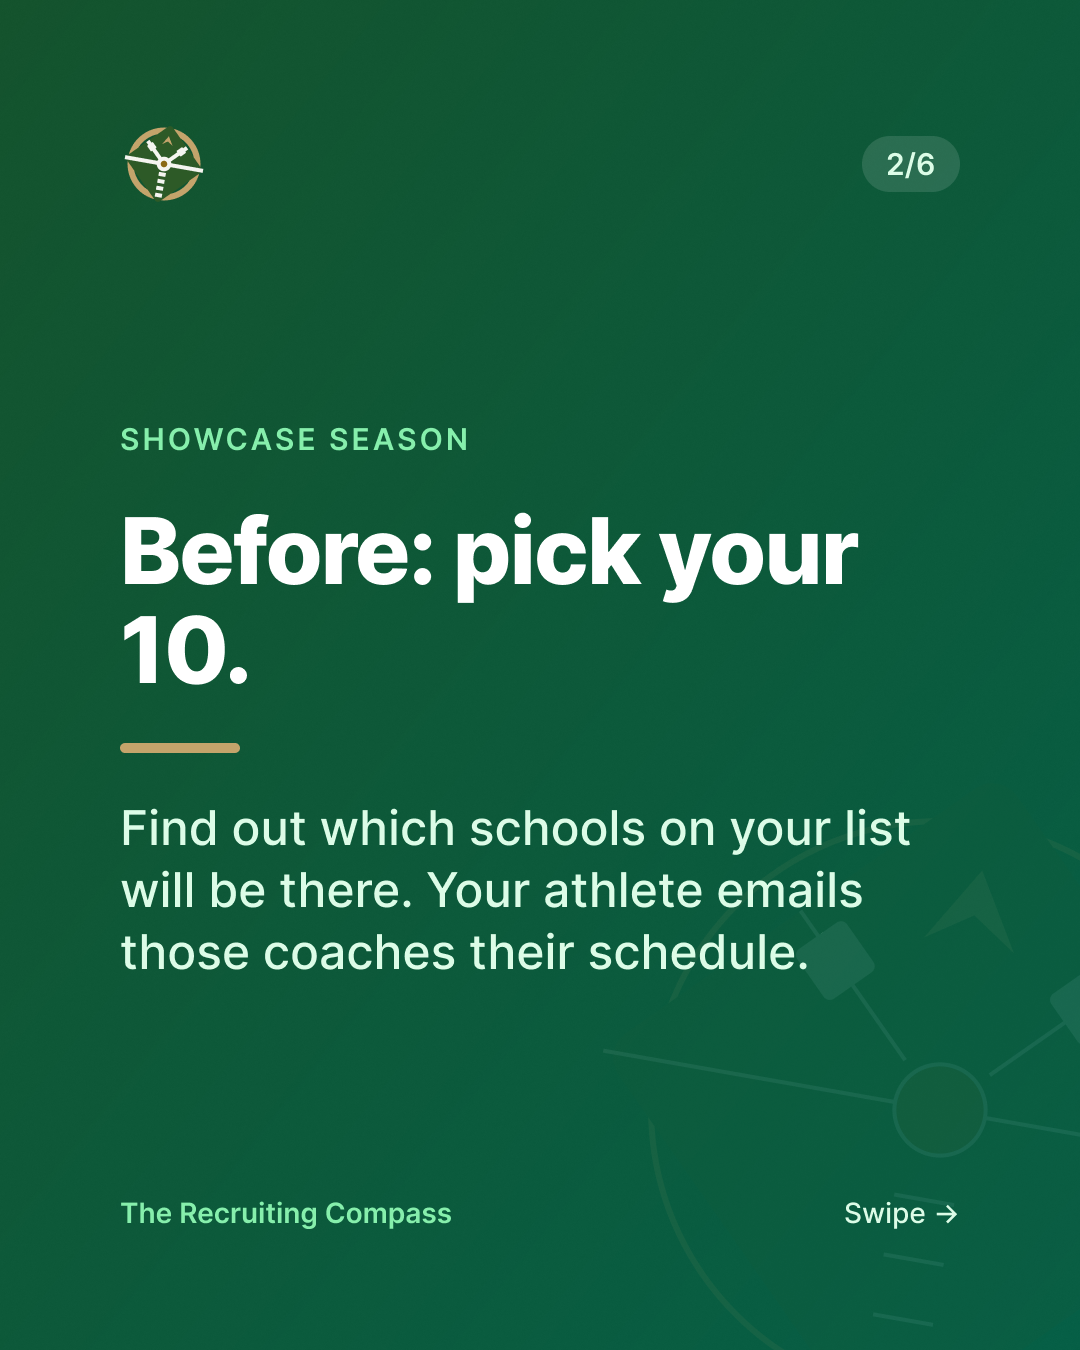 2/6
SHOWCASE SEASON
Before: pick your
10.
Find out which schools on your list
will be there. Your athlete emails
those coaches their schedule.
The Recruiting Compass
Swipe →